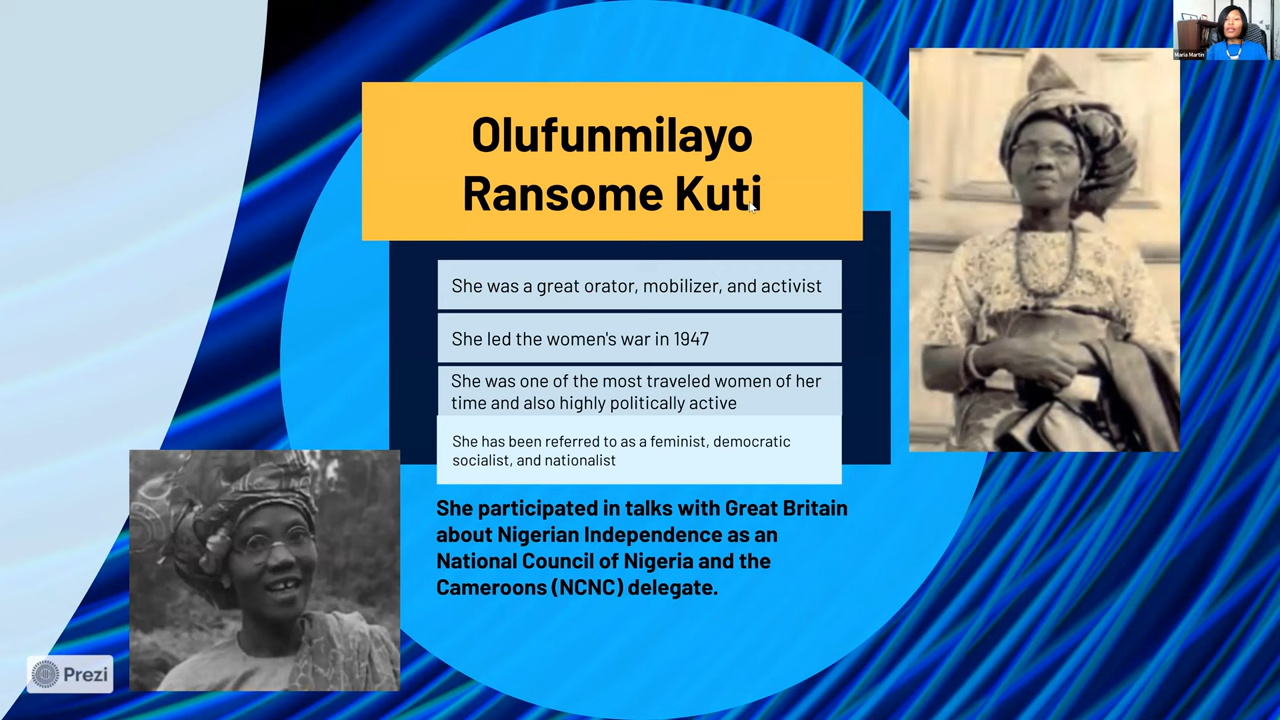 Maria Martin
Olufunmilayo
Ransome Kuti
She was a great orator, mobilizer, and activist
She led the women's war in 1947
She was one of the most traveled women of her
time and also highly politically active
She has been referred to as a feminist, democratic
socialist, and nationalist
She participated in talks with Great Britain
about Nigerian Independence as an
National Council of Nigeria and the
Cameroons (NCNC) delegate.
Prezi